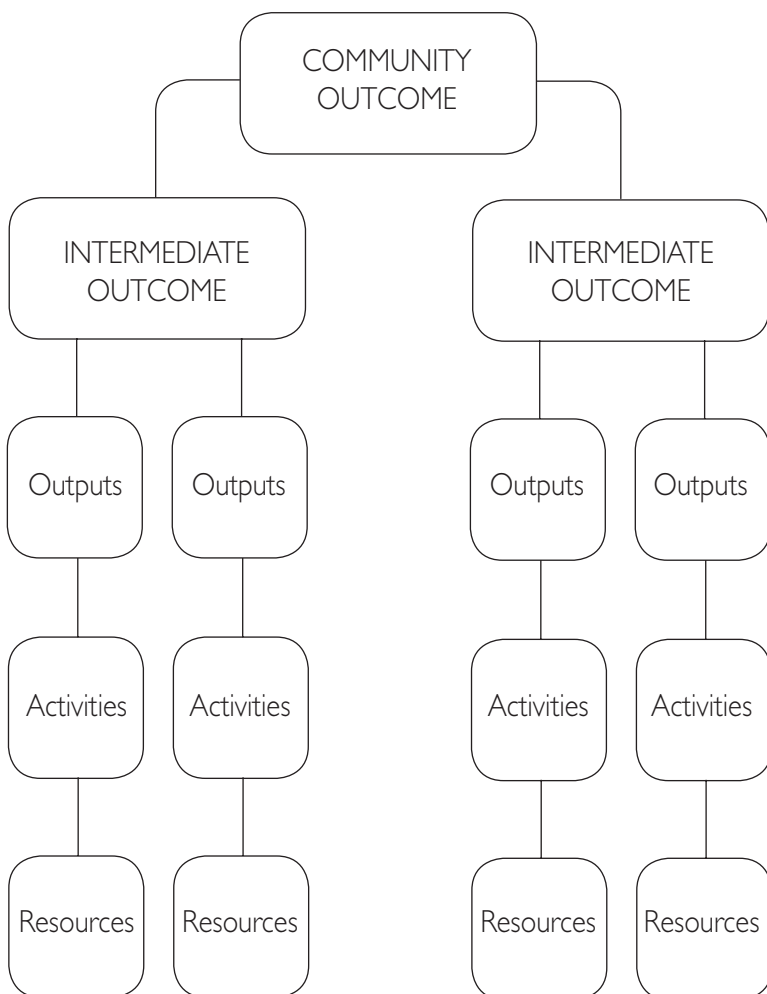 COMMUNITY
OUTCOME
INTERMEDIATE
OUTCOME
INTERMEDIATE
OUTCOME
Outputs
Outputs
Outputs
Outputs
Activities
Activities
Activities
Activities
Resources
Resources
Resources
Resources